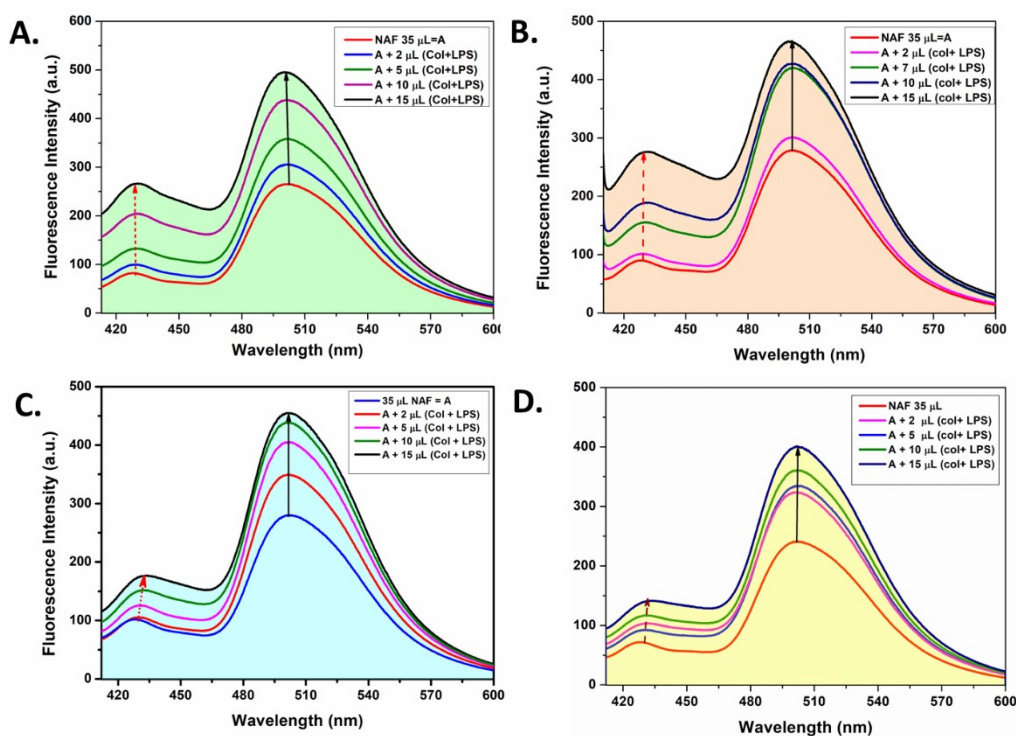 A.
NAF 35 µL=A
A + 2 µL (Col+LPS)
A + 5 µL (Col+LPS)
A + 10 µL (Col+LPS)
A + 15 µL (Col+LPS)
Fluorescence Intensity (a.u.)
600
500
400
300
200
100
0
420 450 480 510 540 570 600
Wavelength (nm)
B.
NAF 35 µL=A
A + 2 µL (col+ LPS)
A + 7 µL (col+ LPS)
A + 10 µL (col+ LPS)
A + 15 µL (col+ LPS)
Fluorescence Intensity (a.u.)
500
400
300
200
100
0
420 450 480 510 540 570 600
Wavelength (nm)
C.
35 µL NAF = A
A + 2 µL (Col + LPS)
A + 5 µL (Col + LPS)
A + 10 µL (Col + LPS)
A + 15 µL (Col + LPS)
Fluorescence Intensity (a.u.)
500
400
300
200
100
0
420 450 480 510 540 570 600
Wavelength (nm)
D.
NAF 35 µL
A + 2 µL (col+ LPS)
A + 5 µL (col+ LPS)
A + 10 µL (col+ LPS)
A + 15 µL (col+ LPS)
Fluorescence Intensity (a.u.)
500
400
300
200
100
0
420 450 480 510 540 570 600
Wavelength (nm)